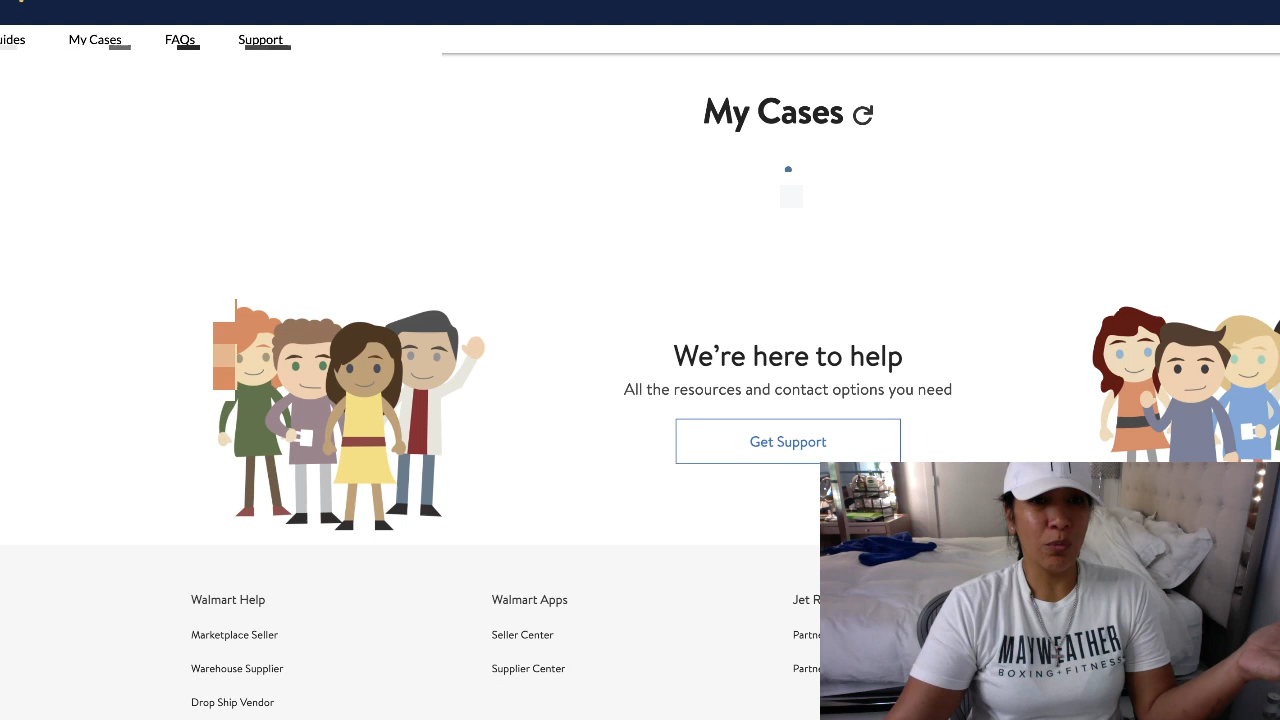 My Cases FAQs Support
My Cases
We're here to help
All the resources and contact options you need
Get Support
Walmart Help Walmart Apps Jet
Marketplace Seller Seller Center
Warehouse Supplier Supplier Center
Drop Ship Vendor
MAYWEATHER
BOXING+FITNESS